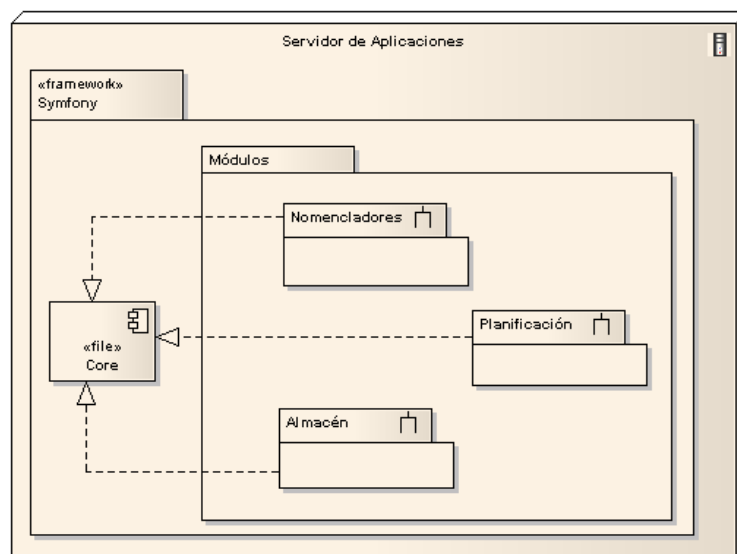 Servidor de Aplicaciones
«framework»
Symfony
Módulos
Nomencladores
Planificación
«file»
Core
Almacén